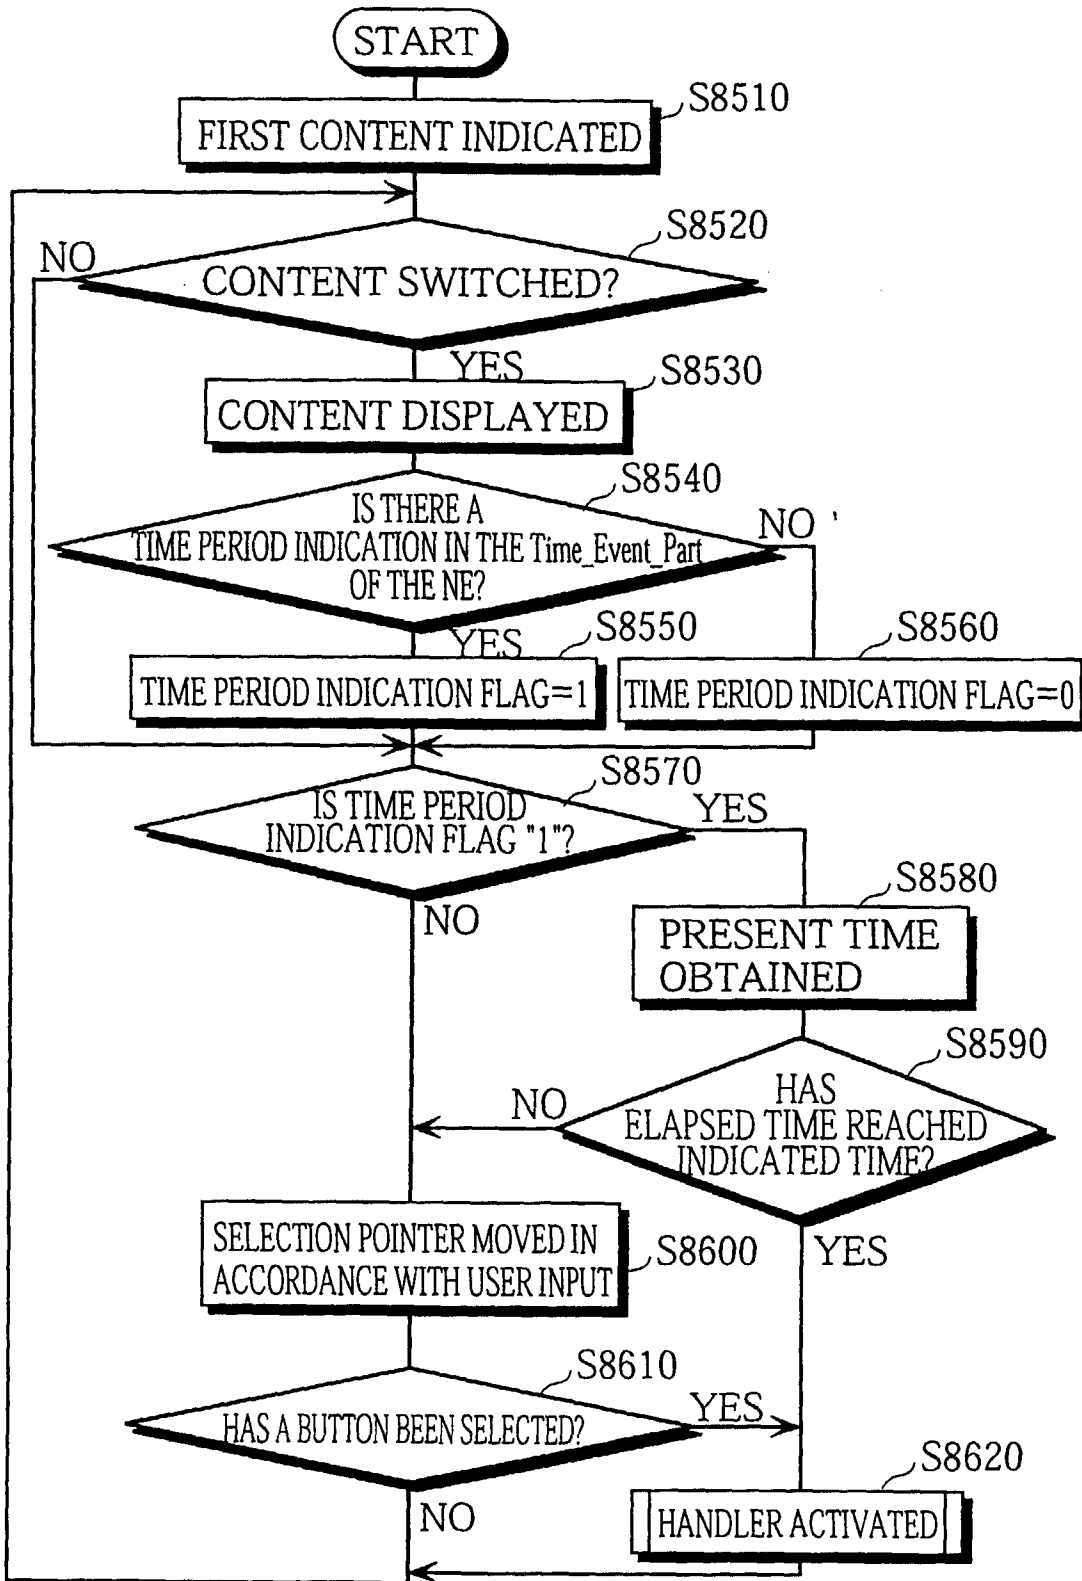 START
S8510
FIRST CONTENT INDICATED
S8520
NO
CONTENT SWITCHED?
YES
S8530
CONTENT DISPLAYED
S8540
IS THERE A
TIME PERIOD INDICATION IN THE Time_Event_Part
OF THE NE?
NO
YES
S8550
S8560
TIME PERIOD INDICATION FLAG=1
TIME PERIOD INDICATION FLAG=0
S8570
IS TIME PERIOD
INDICATION FLAG "1"?
YES
NO
S8580
PRESENT TIME
OBTAINED
S8590
HAS
ELAPSED TIME REACHED
INDICATED TIME?
NO
YES
SELECTION POINTER MOVED IN
ACCORDANCE WITH USER INPUT
S8600
S8610
HAS A BUTTON BEEN SELECTED?
YES
NO
S8620
HANDLER ACTIVATED